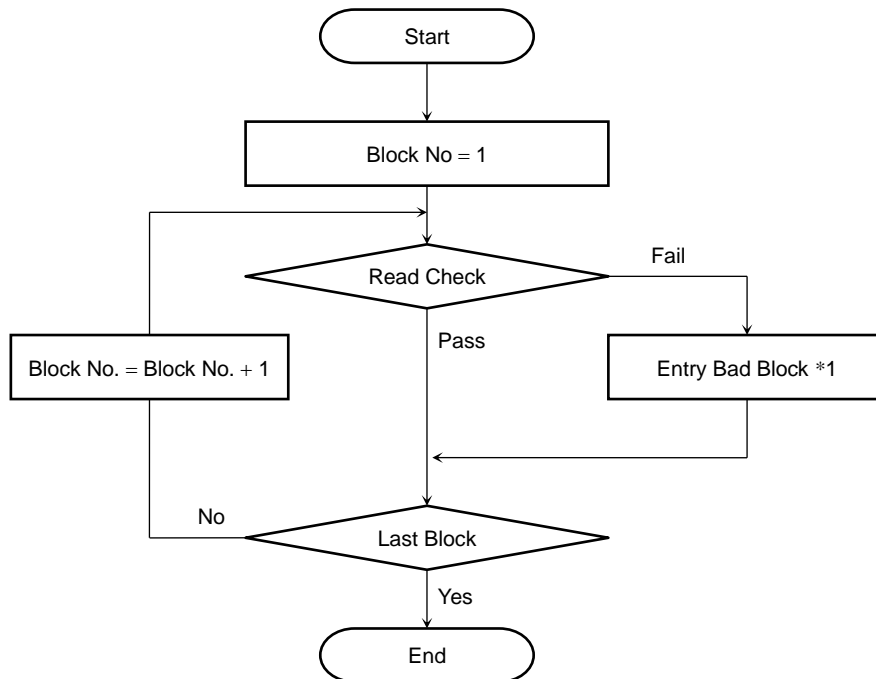 Start
Block No = 1
Read Check
Fail
Pass
Block No. = Block No. + 1
Entry Bad Block *1
No
Last Block
Yes
End